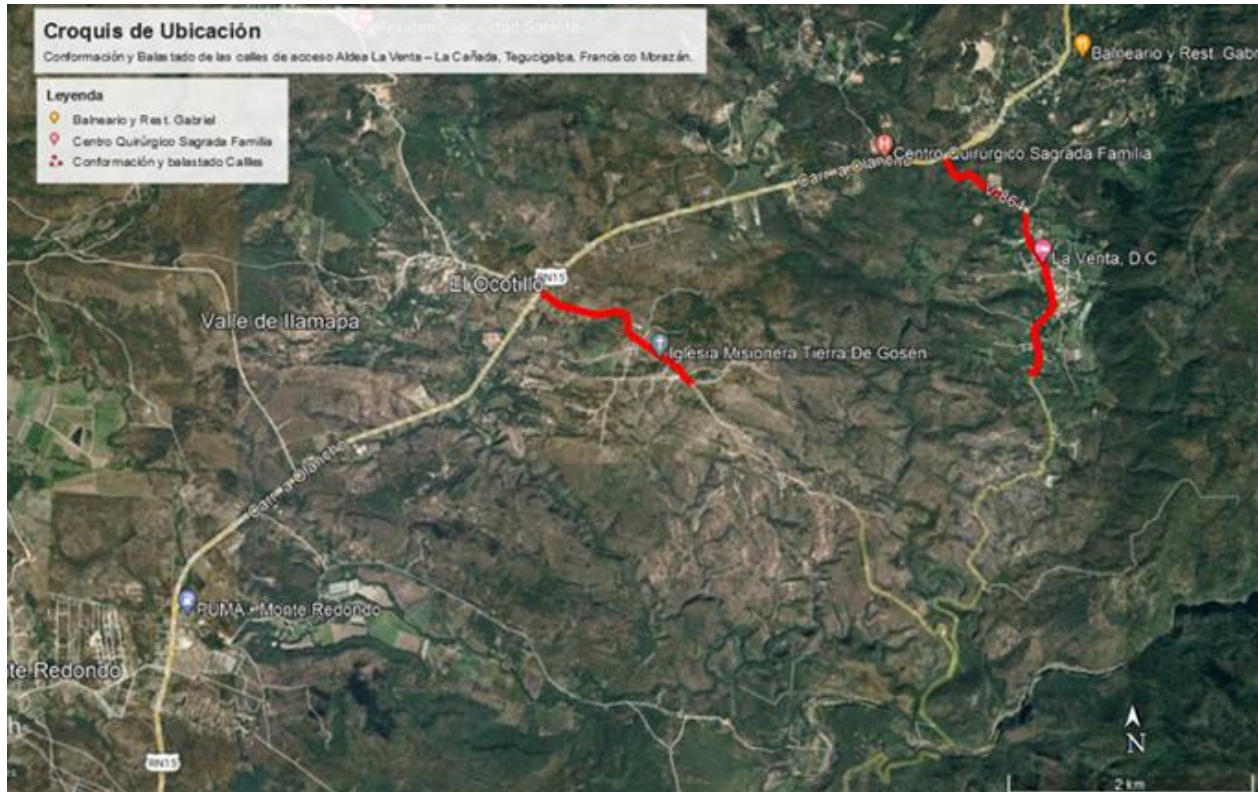 Croquis de Ubicación
Conformación y Balastado de las calles de acceso Aldea La Venta – La Cañada, Tegucigalpa, Francisco Morazán.
Leyenda
Balneario y Rest. Gabriel
Centro Quirúrgico Sagrada Familia
Conformación y balastado Calles
Balneario y Rest. Gabri
Centro Quirúrgico Sagrada Familia
Carr. a Olancho
La Venta, D.C
RN15
El Ocotillo
Valle de Ilamapa
Iglesia Misionera Tierra De Gosen
Carr. a Olancho
PUMA - Monte Redondo
te Redondo
RN15
N
2 km